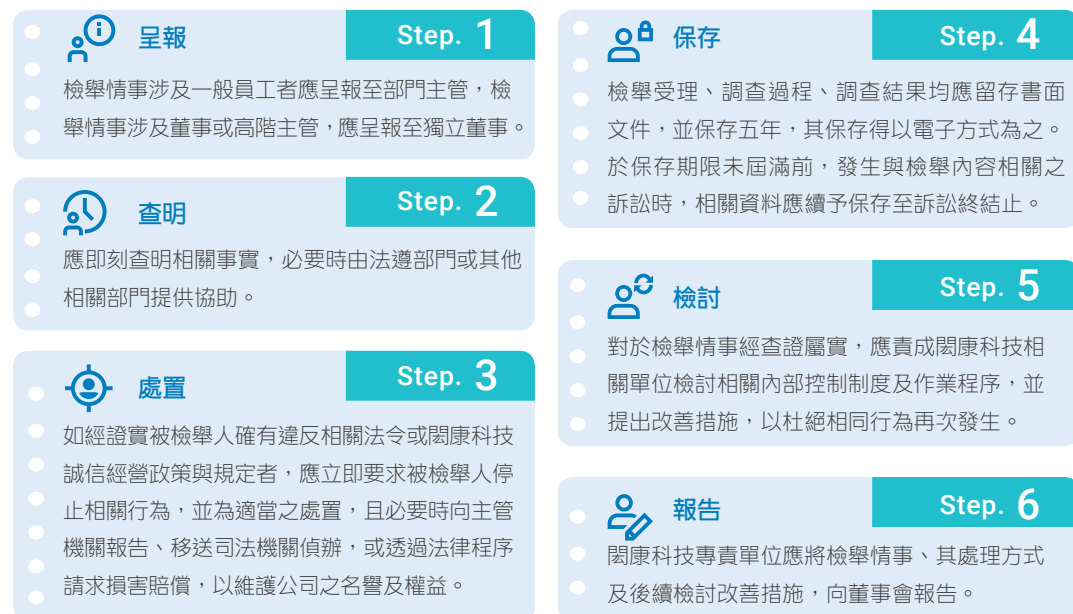 呈報
Step. 1
檢舉情事涉及一般員工者應呈報至部門主管，檢
舉情事涉及董事或高階主管，應呈報至獨立董事。
查明
Step. 2
應即刻查明相關事實，必要時由法遵部門或其他
相關部門提供協助。
處置
Step. 3
如經證實被檢舉人確有違反相關法令或閎康科技
誠信經營政策與規定者，應立即要求被檢舉人停
止相關行為，並為適當之處置，且必要時向主管
機關報告、移送司法機關偵辦，或透過法律程序
請求損害賠償，以維護公司之名譽及權益。
保存
Step. 4
檢舉受理、調查過程、調查結果均應留存書面
文件，並保存五年，其保存得以電子方式為之。
於保存期限未屆滿前，發生與檢舉內容相關之
訴訟時，相關資料應續予保存至訴訟終結止。
檢討
Step. 5
對於檢舉情事經查證屬實，應責成閎康科技相
關單位檢討相關內部控制制度及作業程序，並
提出改善措施，以杜絕相同行為再次發生。
報告
Step. 6
閎康科技專責單位應將檢舉情事、其處理方式
及後續檢討改善措施，向董事會報告。